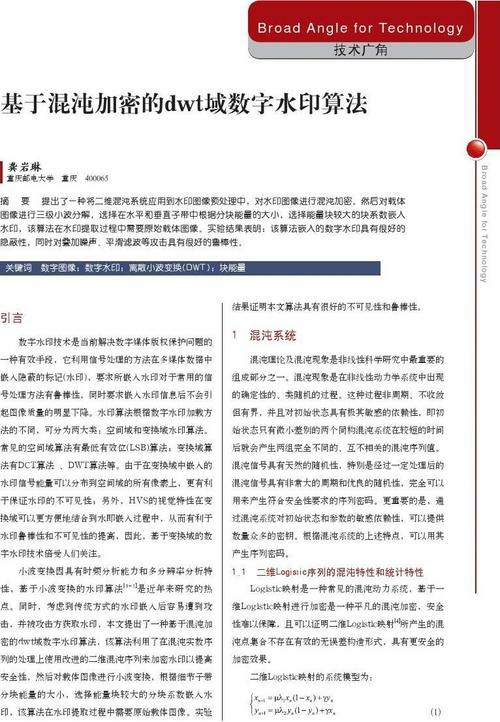 Broad Angle for Technology
技术广角
基于混沌加密的dwt域数字水印算法
龚岩琳
重庆邮电大学 重庆 400065
摘 要 提出了一种将二维混沌系统应用到水印图像预处理中，对水印图像进行混沌加密。然后对载体
图像进行三级小波分解，选择在水平和垂直子带中根据分块能量的大小，选择能量块较大的块系数嵌入
水印，该算法在水印提取过程中需要原始载体图像。实验结果表明：该算法嵌入的数字水印具有很好的
隐蔽性，同时对叠加噪声、平滑滤波等攻击具有很好的鲁棒性。
关键词 数字图像；数字水印；离散小波变换(DWT)；块能量
Broad Angle for Technology
引言
数字水印技术是当前解决数字媒体版权保护问题的
一种有效手段，它利用信号处理的方法在多媒体数据中
嵌入隐蔽的标记(水印)，要求所嵌入水印对于常用的信
号处理方法有鲁棒性，同时要求嵌入水印信息后不会引
起图像质量的明显下降。水印算法根据数字水印加载方
法的不同，可分为两大类：空间域和变换域水印算法。
常见的空间域算法有最低有效位(LSB)算法；变换域算
法有DCT算法 、DWT算法等。由于在变换域中嵌入的
水印信号能量可以分布到空间域的所有像素上，更有利
于保证水印的不可见性；另外，HVS的视觉特性在变
换域可以更方便地结合到水印嵌入过程中，从而有利于
水印鲁棒性和不可见性的提高，因此，基于变换域的数
字水印技术倍受人们关注。
小波变换因具有时频分析能力和多分辨率分析特
性，基于小波变换的水印算法[1-3]是近年来研究的热
点。同时，考虑到传统方式的水印嵌入后容易遭到攻
击，并被攻击方获取水印，本文提出了一种基于混沌加
密的dwt域数字水印算法，该算法利用了在混沌实数序
列的处理上使用改进的二维混沌序列来加密水印以提高
安全性，然后对载体图像进行小波变换，根据细节子带
分块能量的大小，选择能量块较大的分块系数嵌入水
印，该算法在水印提取过程中需要原始载体图像。实验
结果证明本文算法具有很好的不可见性和鲁棒性。
1 混沌系统
混沌理论及混沌现象是非线性科学研究中最重要的
组成部分之一。混沌现象是在非线性动力学系统中出现
的确定性的、类随机的过程。这种过程非周期、不收敛
但有界，并且对初始状态具有极其敏感的依赖性，即初
始状态只有微小差别的两个同构混沌系统在较短的时间
后就会产生两组完全不同的、互不相关的混沌序列值。
混沌信号具有天然的随机性，特别是经过一定处理后的
混沌信号具有非常大的周期和优良的随机性，完全可以
用来产生符合安全性要求的序列密码。更重要的是，通
过混沌系统对初始状态和参数的敏感依赖性，可以提供
数量众多的密钥。根据混沌系统的上述特点，可以用其
产生序列密码。
1.1 二维Logistic序列的混沌特性和统计特性
Logistic映射是一种常见的混沌动力系统，基于一
维Logistic映射进行加密是一种平凡的混沌加密，安全
性难以保障，且可以证明二维Logistic映射[4]所产生的混
沌点集合不存在有效的无误差构造形式，具有更安全的
加密效果。
二维Logistic映射的系统模型为：
xₙ₊₁=μλ₁xₙ(1−xₙ)+γyₙ
yₙ₊₁=μλ₂yₙ(1−yₙ)+γxₙ (1)